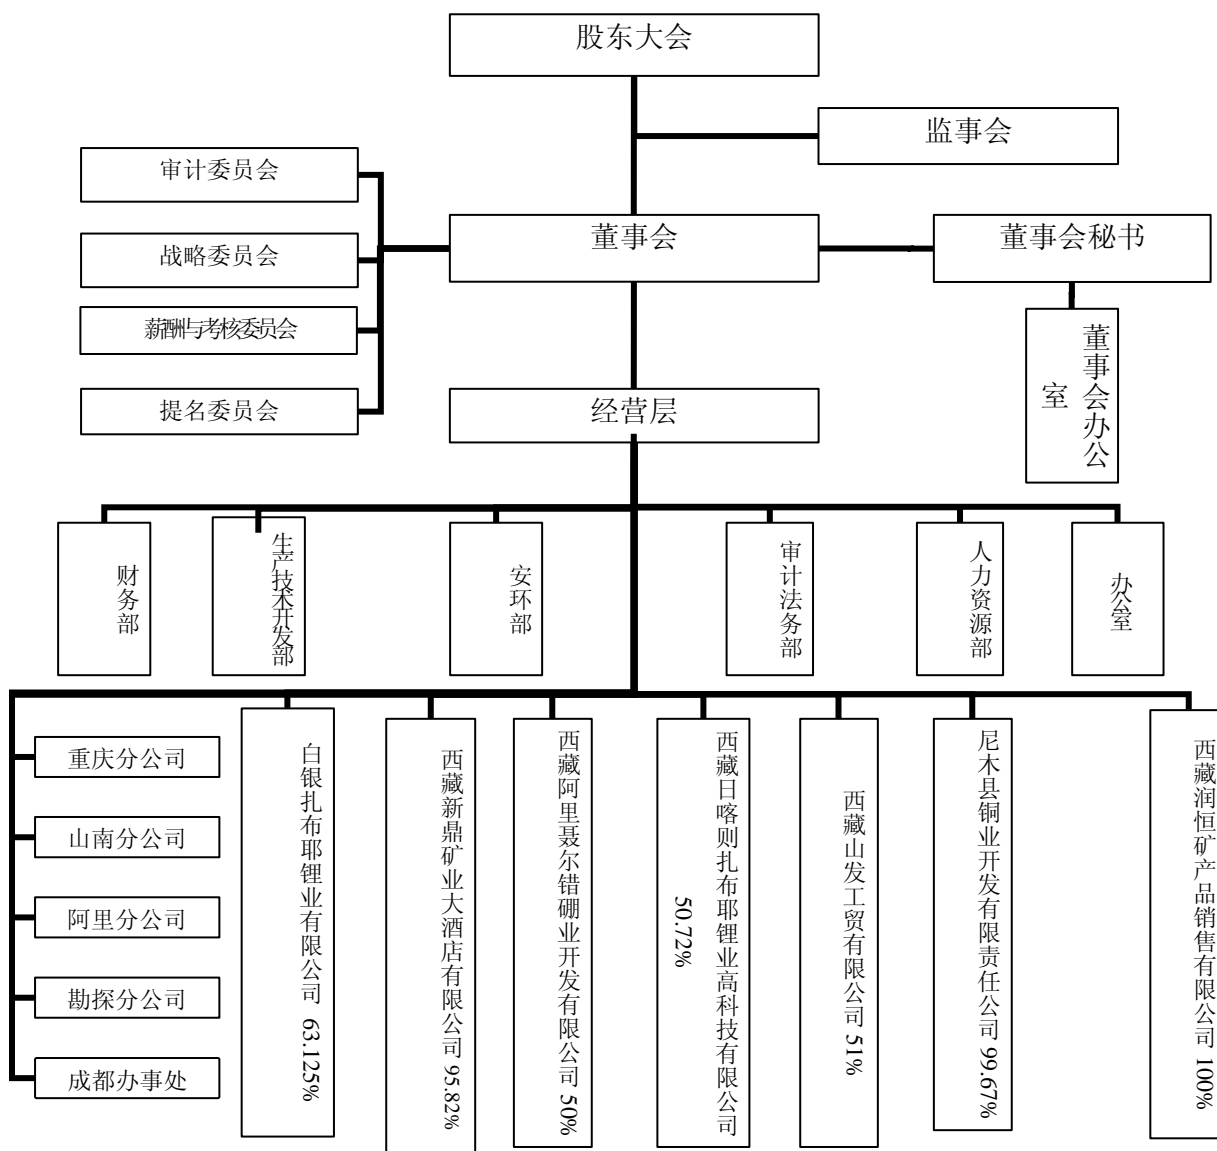 股东大会
监事会
审计委员会
董事会
董事会秘书
战略委员会
薪酬与考核委员会
董事会办公
室
提名委员会
经营层
财务部
生产技术开发部
安环部
审计法务部
人力资源部
办公室
重庆分公司
山南分公司
阿里分公司
勘探分公司
成都办事处
白银扎布耶锂业有限公司 63.125%
西藏新鼎矿业大酒店有限公司 95.82%
西藏阿里聂尔错硼业开发有限公司 50%
西藏日喀则扎布耶锂业高科技有限公司
50.72%
西藏山发工贸有限公司 51%
尼木县铜业开发有限责任公司 99.67%
西藏润恒矿产品销售有限公司 100%